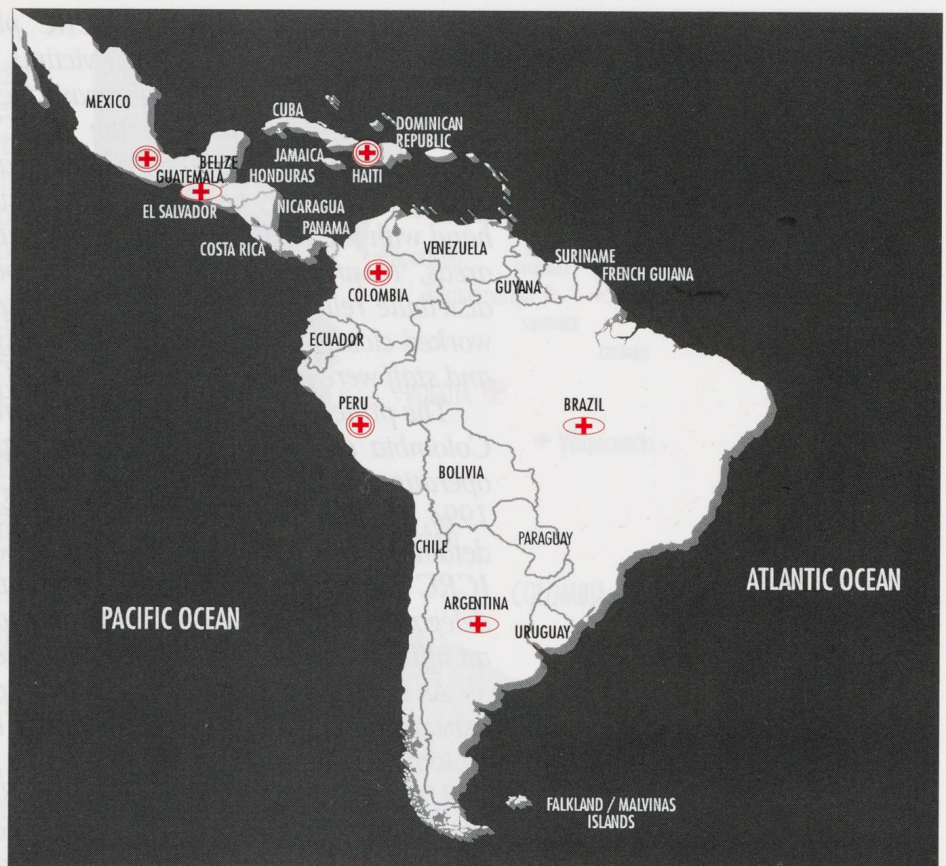 MEXICO
CUBA
DOMINICAN
REPUBLIC
JAMAICA
HAITI
BELIZE
GUATEMALA
HONDURAS
EL SALVADOR
NICARAGUA
PANAMA
COSTA RICA
VENEZUELA
SURINAME
FRENCH GUIANA
GUYANA
COLOMBIA
ECUADOR
PERU
BRAZIL
BOLIVIA
PARAGUAY
CHILE
ATLANTIC OCEAN
ARGENTINA
PACIFIC OCEAN
URUGUAY
FALKLAND / MALVINAS
ISLANDS